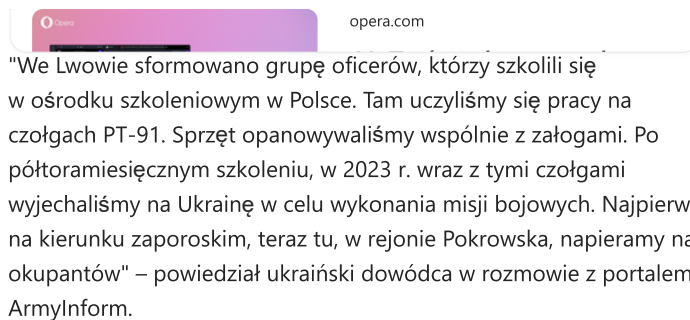 Opera
opera.com
"We Lwowie sformowano grupę oficerów, którzy szkolili się
w ośrodku szkoleniowym w Polsce. Tam uczyliśmy się pracy na
czołgach PT-91. Sprzęt opanowywaliśmy wspólnie z załogami. Po
półtoramiesięcznym szkoleniu, w 2023 r. wraz z tymi czołgami
wyjechaliśmy na Ukrainę w celu wykonania misji bojowych. Najpierw
na kierunku zaporoskim, teraz tu, w rejonie Pokrowska, napieramy na
okupantów" – powiedział ukraiński dowódca w rozmowie z portalem
ArmyInform.